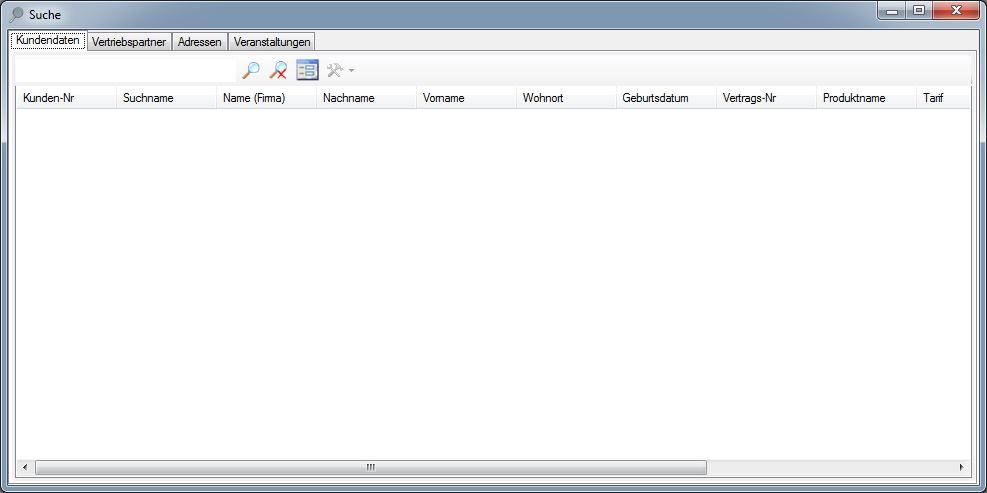 Suche
Kundendaten Vertriebspartner Adressen Veranstaltungen
Kunden-Nr Suchname Name (Firma) Nachname Vorname Wohnort Geburtsdatum Vertrags-Nr Produktname Tarif